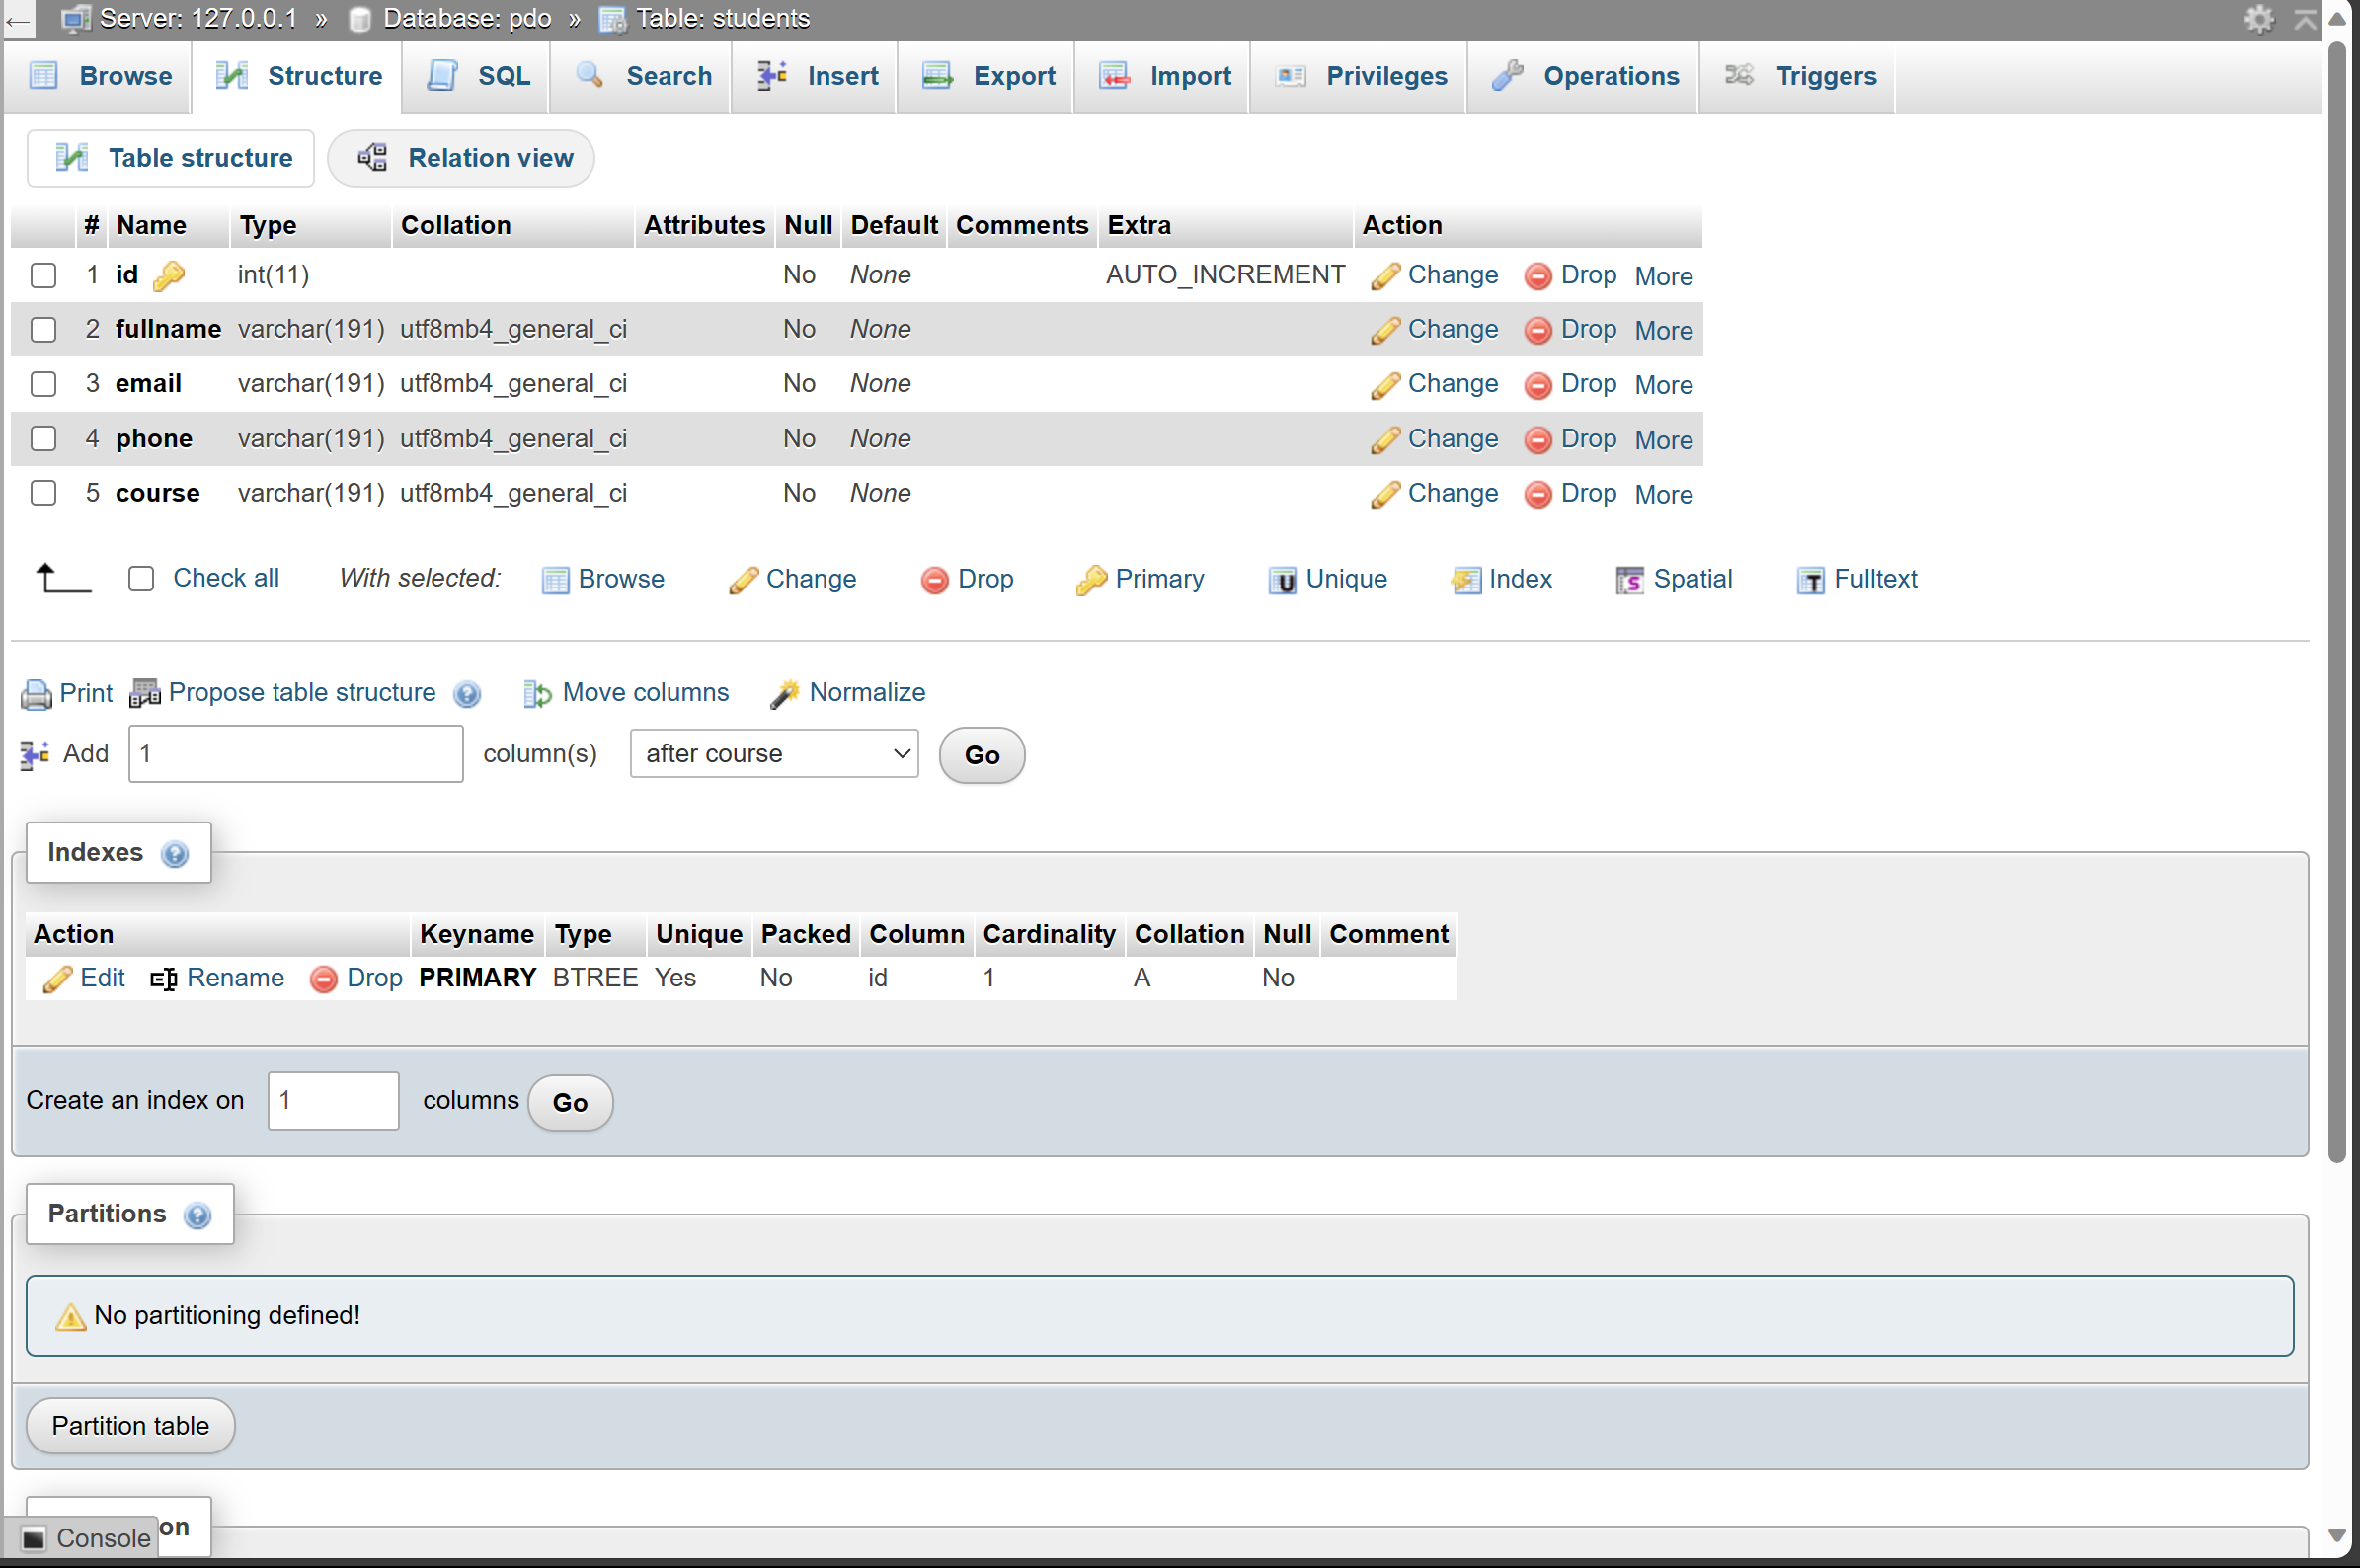 Server: 127.0.0.1 » Database: pdo » Table: students
Browse Structure SQL Search Insert Export Import Privileges Operations Triggers
Table structure Relation view
# Name Type Collation Attributes Null Default Comments Extra Action
1 id int(11) No None AUTO_INCREMENT Change Drop More
2 fullname varchar(191) utf8mb4_general_ci No None Change Drop More
3 email varchar(191) utf8mb4_general_ci No None Change Drop More
4 phone varchar(191) utf8mb4_general_ci No None Change Drop More
5 course varchar(191) utf8mb4_general_ci No None Change Drop More
Check all With selected: Browse Change Drop Primary Unique Index Spatial Fulltext
Print Propose table structure Move columns Normalize
Add 1 column(s) after course Go
Indexes
Action Keyname Type Unique Packed Column Cardinality Collation Null Comment
Edit Rename Drop PRIMARY BTREE Yes No id 1 A No
Create an index on 1 columns Go
Partitions
No partitioning defined!
Partition table
Console on